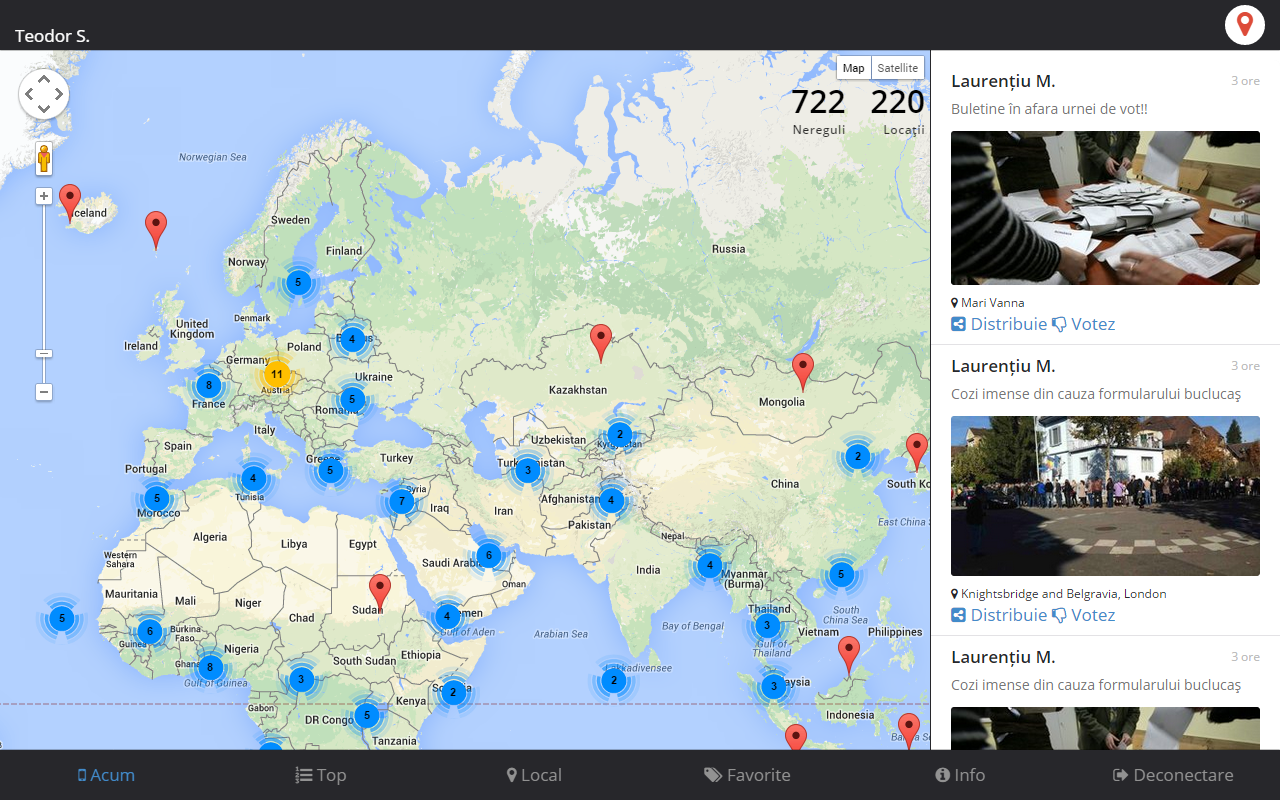 Teodor S.
Map
Satellite
722
220
Nereguli
Locații
Norwegian Sea
Iceland
Sweden
Finland
Norway
Russia
5
Denmark
United
Kingdom
Ireland
4
Poland
Germany
11
Austria
8
France
Ukraine
5
Romania
Kazakhstan
Mongolia
Italy
2
Kyrgyzstan
Uzbekistan
Spain
Portugal
Greece
5
Turkey
Turkmenistan
3
2
China
South Ko
4
Tunisia
5
Morocco
7
Syria
Iraq
Iran
Afghanistan
4
Pakistan
East China S
Algeria
Libya
Egypt
Nepal
Western
Sahara
6
Saudi Arabia
India
4
Myanmar
(Burma)
5
Oman
Mauritania
Mali
Niger
Chad
Sudan
4
Yemen
Gulf of Aden
Arabian Sea
Bay of Bengal
Thailand
3
Vietnam
South
China Sea
Philippines
Gulf of
Thailand
5
6
Guinea
Burkina
Faso
Ghana
8
Nigeria
Gulf of Guinea
South Sudan
Ethiopia
3
2
Somalia
Lakkadivensee
2
3
Malaysia
Gabon
DR Congo
5
Kenya
Tanzania
Indonesia
Laurențiu M.
3 ore
Buletine în afara urnei de vot!!
Mari Vanna
Distribuie Votez
Laurențiu M.
3 ore
Cozi imense din cauza formularului buclucaș
Knightsbridge and Belgravia, London
Distribuie Votez
Laurențiu M.
3 ore
Cozi imense din cauza formularului buclucaș
Acum
Top
Local
Favorite
Info
Deconectare